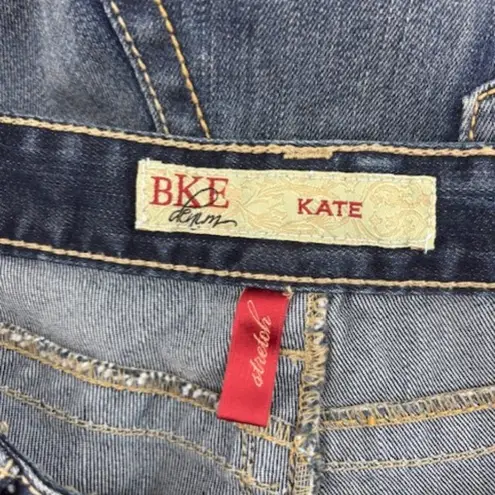 BKE KATE
denim
stretch